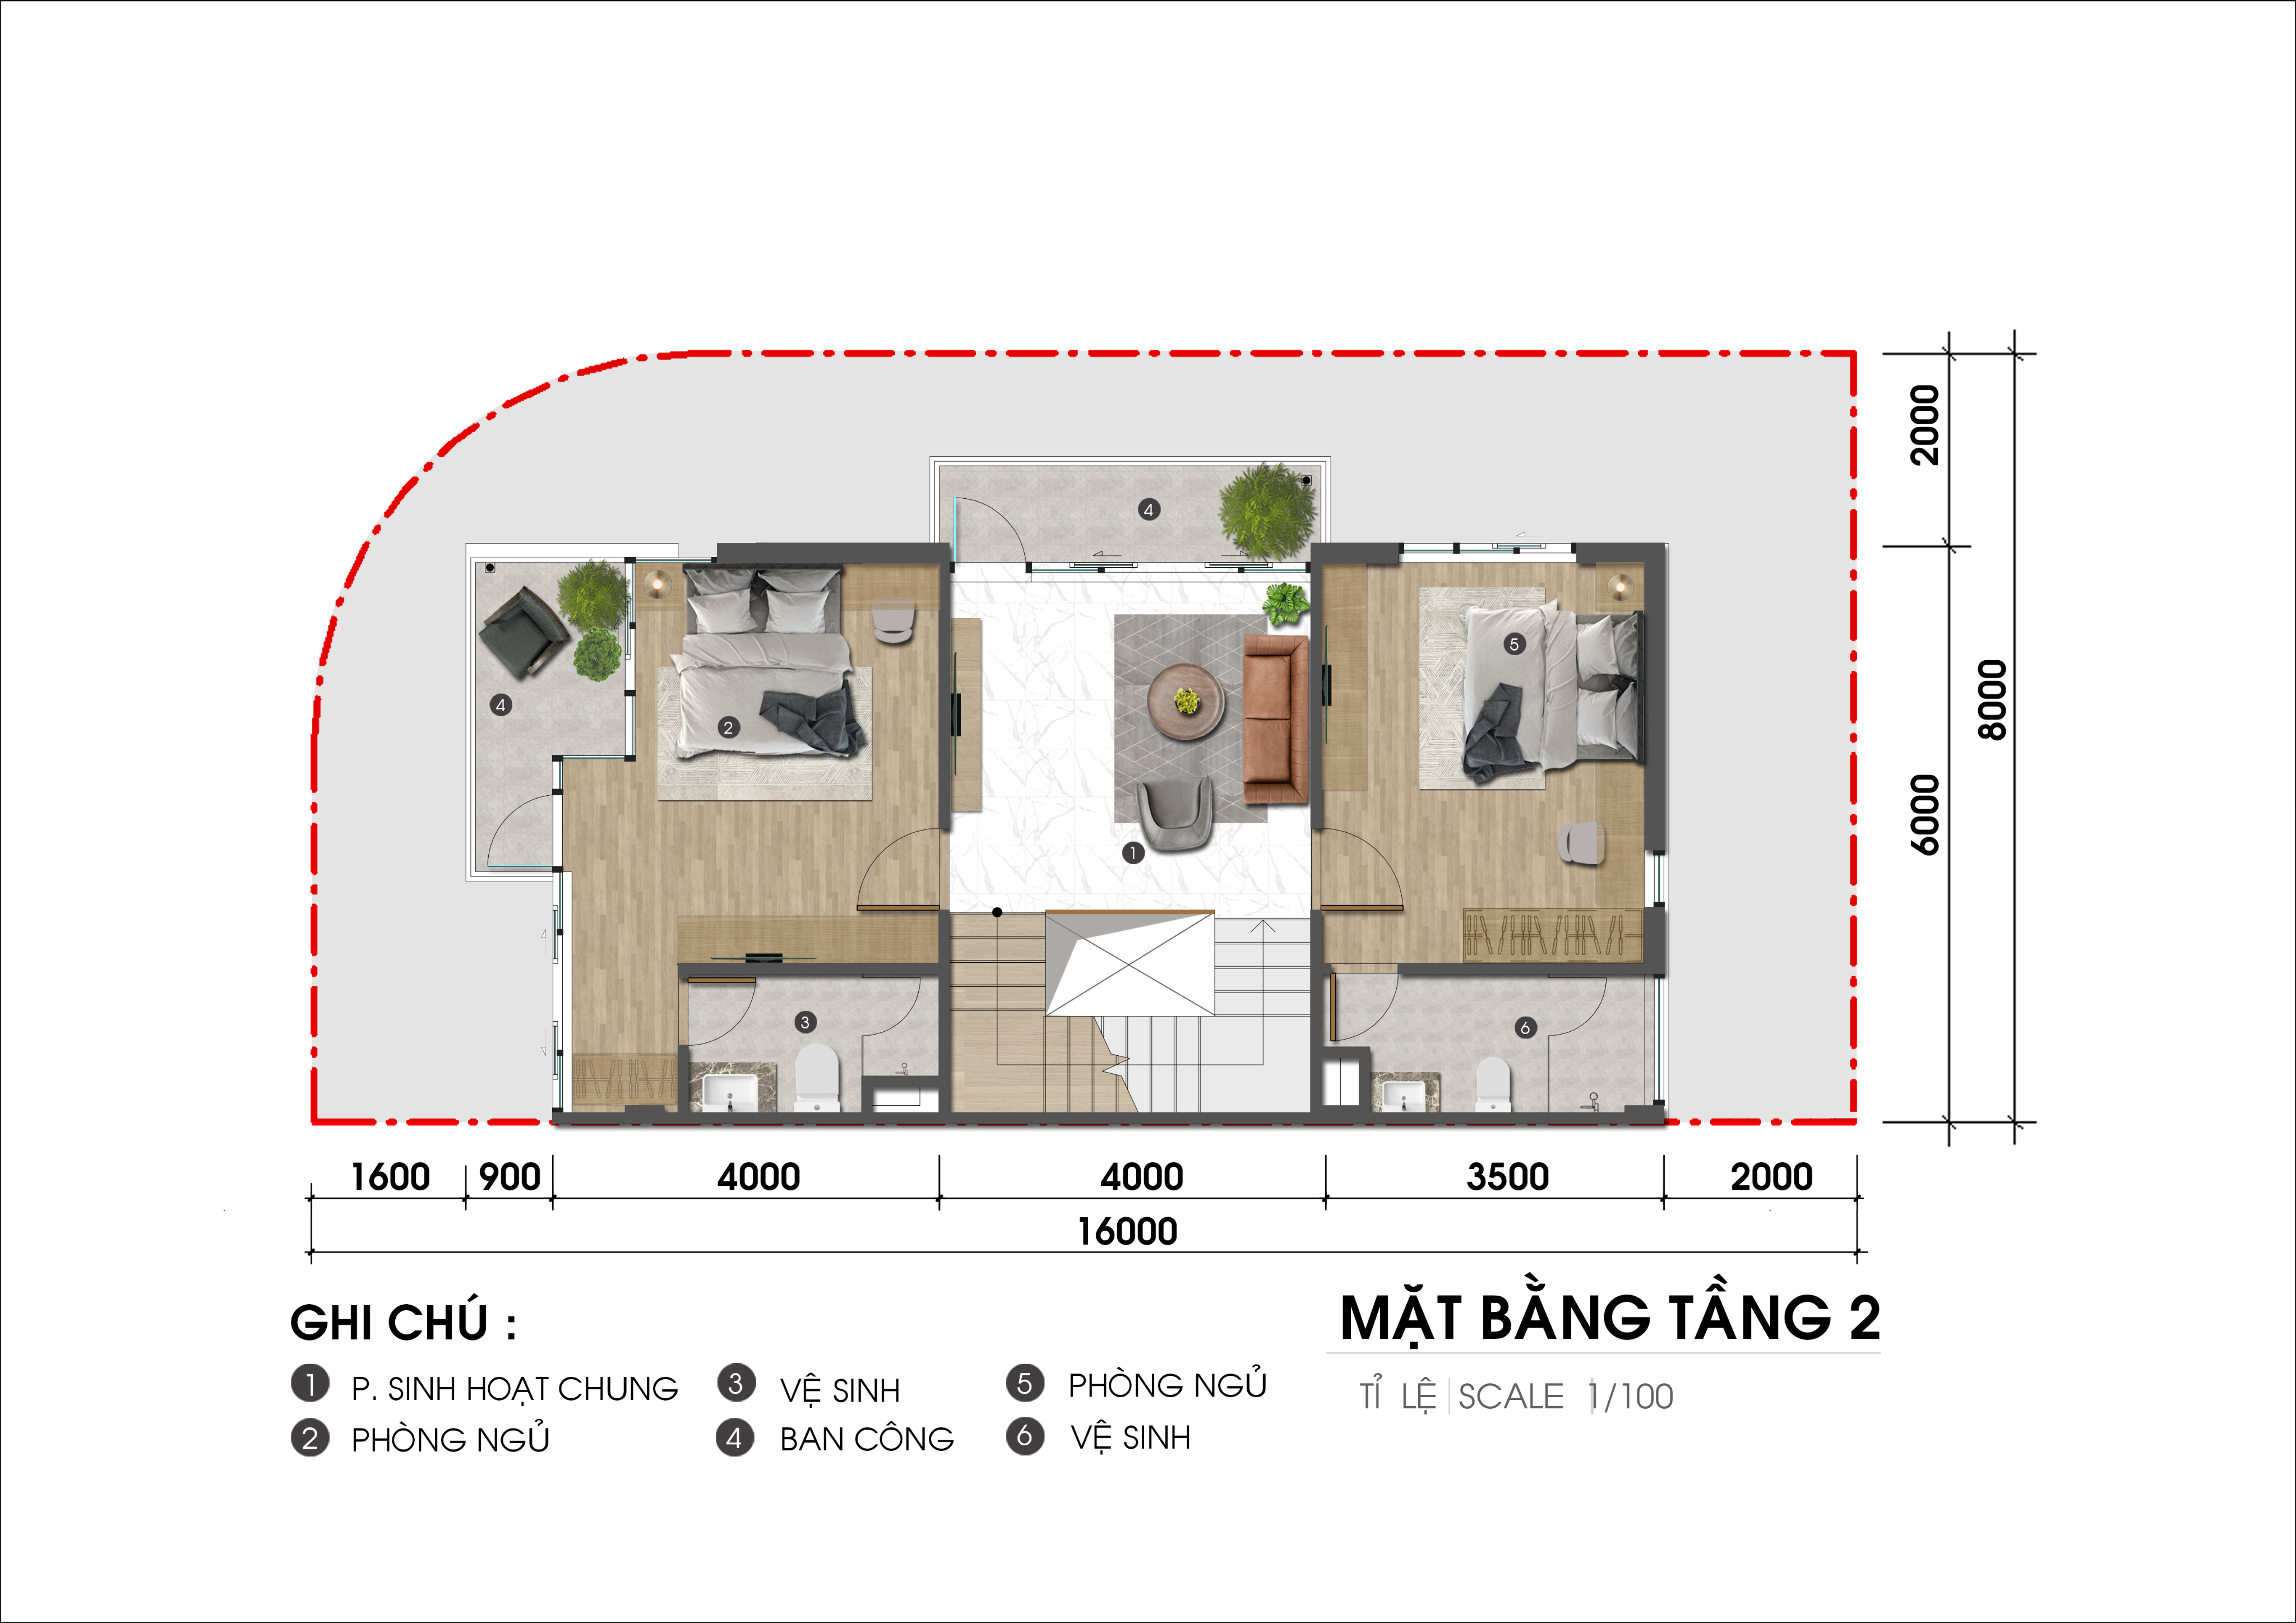 4
4
2
5
1
3
6
2000
8000
6000
1600 900 4000 4000 3500 2000
16000
GHI CHÚ :
1 P. SINH HOẠT CHUNG
2 PHÒNG NGỦ
3 VỆ SINH
4 BAN CÔNG
5 PHÒNG NGỦ
6 VỆ SINH
MẶT BẰNG TẦNG 2
TỈ LỆ SCALE 1/100